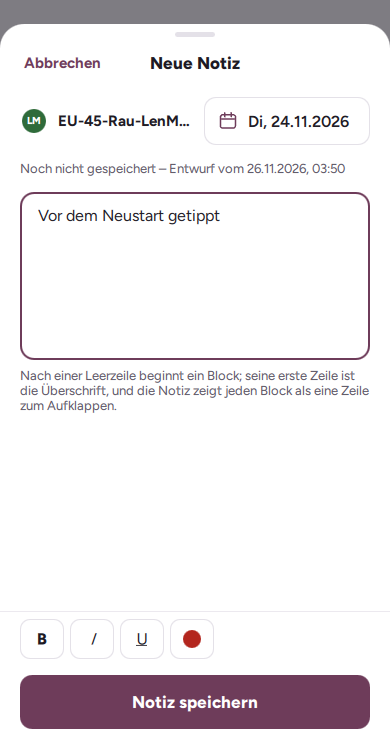 Abbrechen
Neue Notiz
LM
EU-45-Rau-LenM...
Di, 24.11.2026
Noch nicht gespeichert – Entwurf vom 26.11.2026, 03:50
Vor dem Neustart getippt
Nach einer Leerzeile beginnt ein Block; seine erste Zeile ist
die Überschrift, und die Notiz zeigt jeden Block als eine Zeile
zum Aufklappen.
B
I
U
Notiz speichern